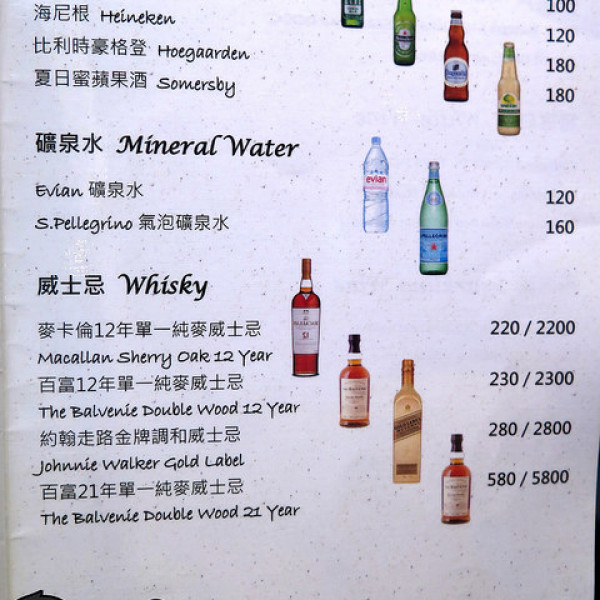 100
海尼根 Heineken 120
比利時豪格登 Hoegaarden 180
夏日蜜蘋果酒 Somersby 180
礦泉水 Mineral Water
Evian 礦泉水 120
S.Pellegrino 氣泡礦泉水 160
威士忌 Whisky
麥卡倫12年單一純麥威士忌 220 / 2200
Macallan Sherry Oak 12 Year
百富12年單一純麥威士忌 230 / 2300
The Balvenie Double Wood 12 Year
約翰走路金牌調和威士忌 280 / 2800
Johnnie Walker Gold Label
百富21年單一純麥威士忌 580 / 5800
The Balvenie Double Wood 21 Year
evian
S.PELLEGRINO